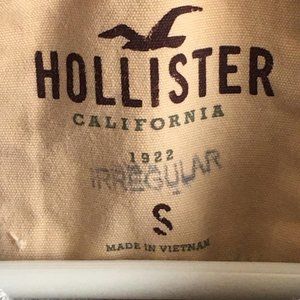 HOLLISTER
CALIFORNIA
1922
IRREGULAR
S
MADE IN VIETNAM